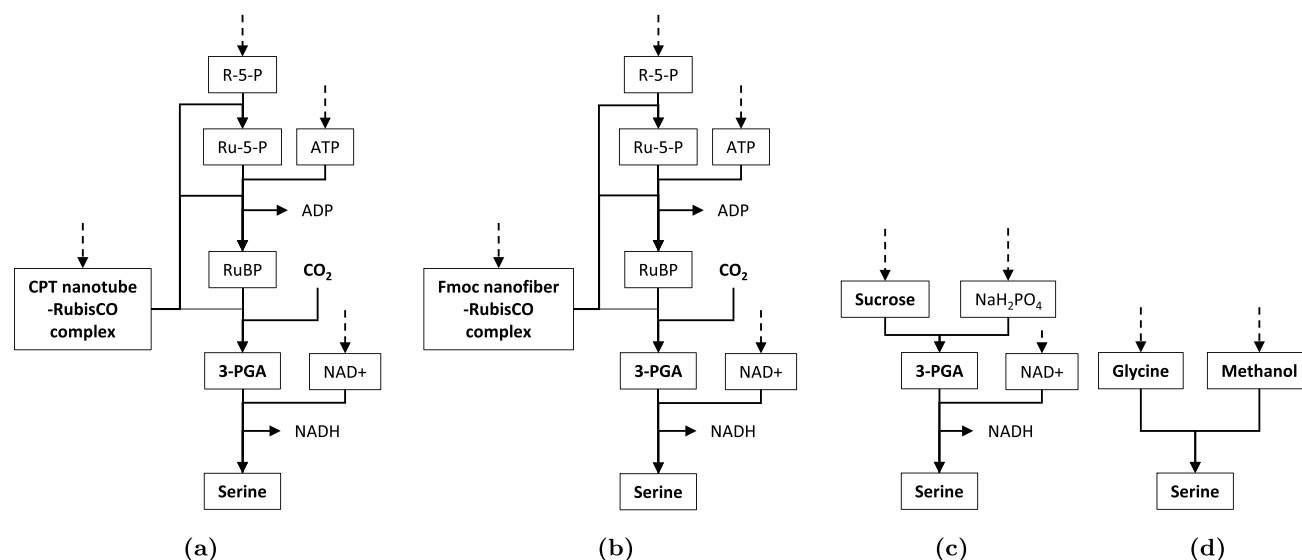 R-5-P
Ru-5-P
ATP
ADP
RuBP
CO2
CPT nanotube
-RubisCO
complex
3-PGA
NAD+
NADH
Serine
(a)
R-5-P
Ru-5-P
ATP
ADP
RuBP
CO2
Fmoc nanofiber
-RubisCO
complex
3-PGA
NAD+
NADH
Serine
(b)
Sucrose
NaH2PO4
3-PGA
NAD+
NADH
Serine
(c)
Glycine
Methanol
Serine
(d)